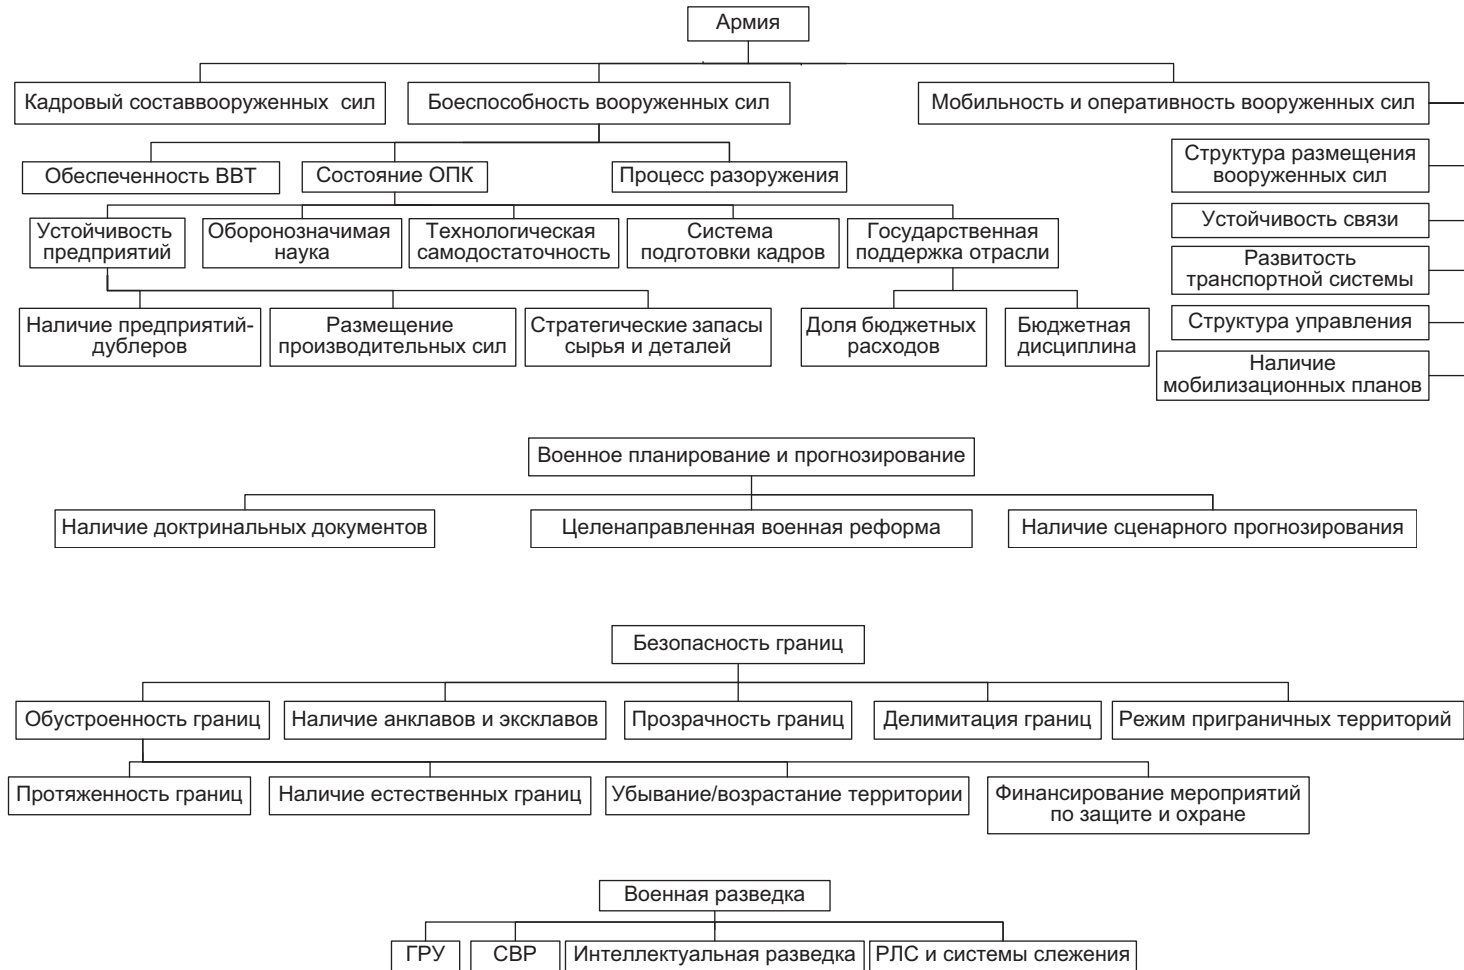 Армия
Кадровый составвооруженных сил
Боеспособность вооруженных сил
Мобильность и оперативность вооруженных сил
Обеспеченность ВВТ
Состояние ОПК
Процесс разоружения
Структура размещения
вооруженных сил
Устойчивость связи
Развитость
транспортной системы
Структура управления
Наличие
мобилизационных планов
Устойчивость
предприятий
Оборонозначимая
наука
Технологическая
самодостаточность
Система
подготовки кадров
Государственная
поддержка отрасли
Наличие предприятий-
дублеров
Размещение
производительных сил
Стратегические запасы
сырья и деталей
Доля бюджетных
расходов
Бюджетная
дисциплина
Военное планирование и прогнозирование
Наличие доктринальных документов
Целенаправленная военная реформа
Наличие сценарного прогнозирования
Безопасность границ
Обустроенность границ
Наличие анклавов и эксклавов
Прозрачность границ
Делимитация границ
Режим приграничных территорий
Протяженность границ
Наличие естественных границ
Убывание/возрастание территории
Финансирование мероприятий
по защите и охране
Военная разведка
ГРУ
СВР
Интеллектуальная разведка
РЛС и системы слежения